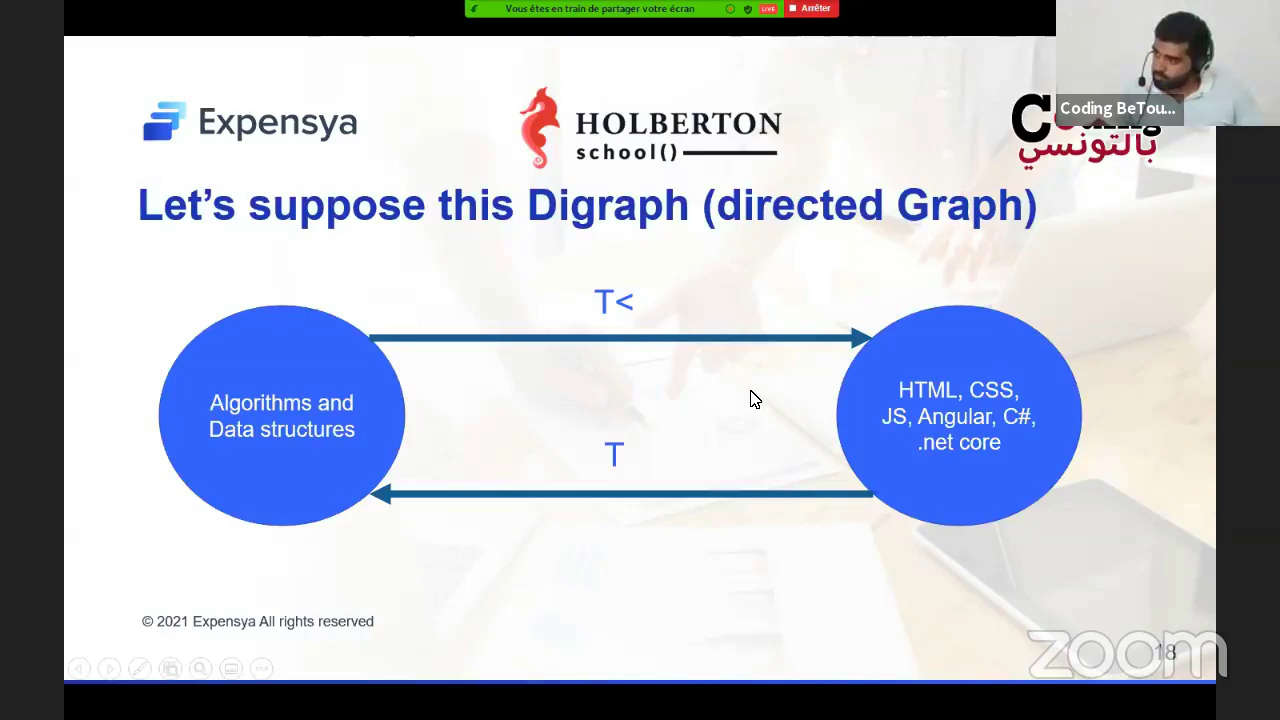 Vous êtes en train de partager votre écran
LIVE
Arrêter
Coding BeTou...
Expensya
HOLBERTON
school()
بالتونسي
Let's suppose this Digraph (directed Graph)
T<
Algorithms and
Data structures
HTML, CSS,
JS, Angular, C#,
.net core
T
© 2021 Expensya All rights reserved
18
zoom